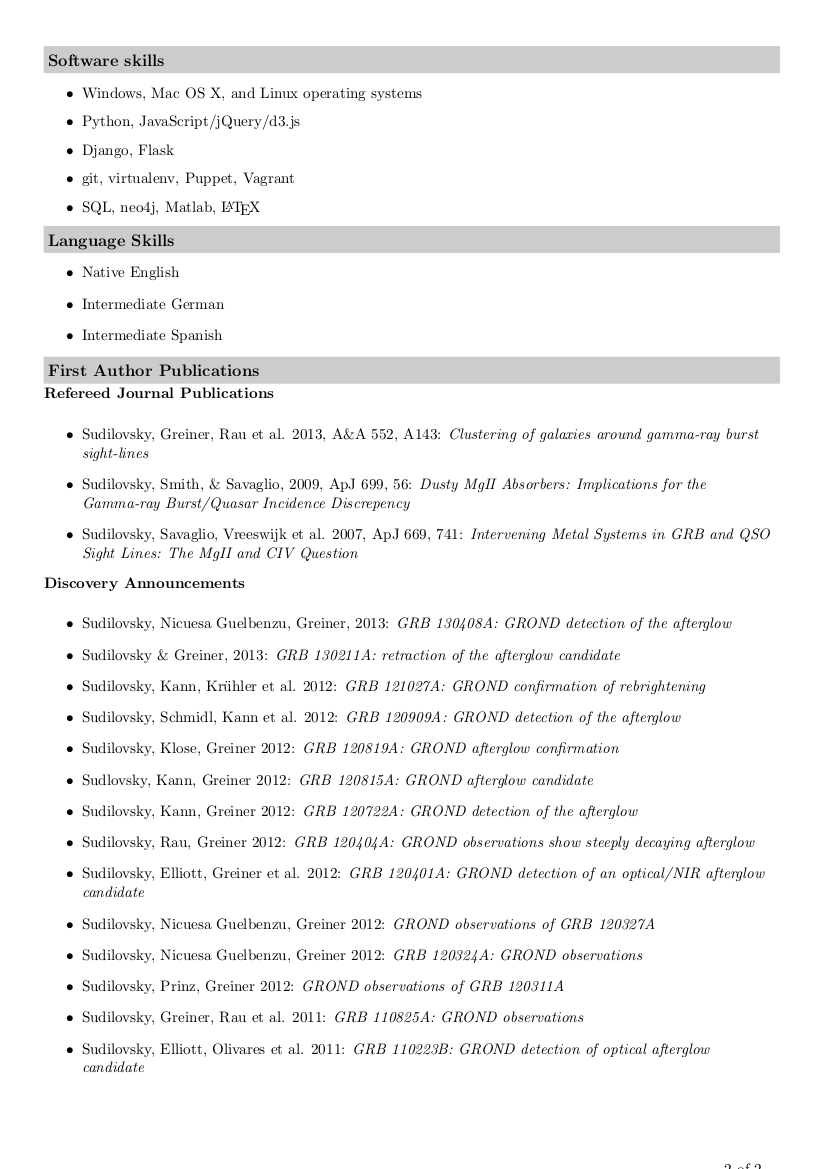 Software skills
• Windows, Mac OS X, and Linux operating systems
• Python, JavaScript/jQuery/d3.js
• Django, Flask
• git, virtualenv, Puppet, Vagrant
• SQL, neo4j, Matlab, LATEX
Language Skills
• Native English
• Intermediate German
• Intermediate Spanish
First Author Publications
Refereed Journal Publications
• Sudilovsky, Greiner, Rau et al. 2013, A&A 552, A143: Clustering of galaxies around gamma-ray burst
sight-lines
• Sudilovsky, Smith, & Savaglio, 2009, ApJ 699, 56: Dusty MgII Absorbers: Implications for the
Gamma-ray Burst/Quasar Incidence Discrepency
• Sudilovsky, Savaglio, Vreeswijk et al. 2007, ApJ 669, 741: Intervening Metal Systems in GRB and QSO
Sight Lines: The MgII and CIV Question
Discovery Announcements
• Sudilovsky, Nicuesa Guelbenzu, Greiner, 2013: GRB 130408A: GROND detection of the afterglow
• Sudilovsky & Greiner, 2013: GRB 130211A: retraction of the afterglow candidate
• Sudilovsky, Kann, Krühler et al. 2012: GRB 121027A: GROND confirmation of rebrightening
• Sudilovsky, Schmidl, Kann et al. 2012: GRB 120909A: GROND detection of the afterglow
• Sudilovsky, Klose, Greiner 2012: GRB 120819A: GROND afterglow confirmation
• Sudlovsky, Kann, Greiner 2012: GRB 120815A: GROND afterglow candidate
• Sudilovsky, Kann, Greiner 2012: GRB 120722A: GROND detection of the afterglow
• Sudilovsky, Rau, Greiner 2012: GRB 120404A: GROND observations show steeply decaying afterglow
• Sudilovsky, Elliott, Greiner et al. 2012: GRB 120401A: GROND detection of an optical/NIR afterglow
candidate
• Sudilovsky, Nicuesa Guelbenzu, Greiner 2012: GROND observations of GRB 120327A
• Sudilovsky, Nicuesa Guelbenzu, Greiner 2012: GRB 120324A: GROND observations
• Sudilovsky, Prinz, Greiner 2012: GROND observations of GRB 120311A
• Sudilovsky, Greiner, Rau et al. 2011: GRB 110825A: GROND observations
• Sudilovsky, Elliott, Olivares et al. 2011: GRB 110223B: GROND detection of optical afterglow
candidate